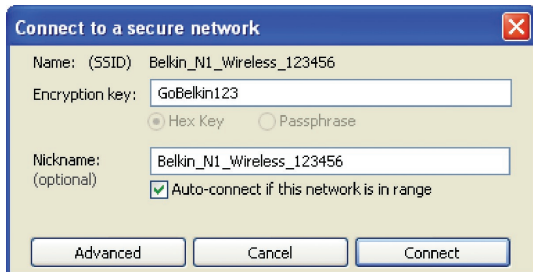 Connect to a secure network
Name: (SSID) Belkin_N1_Wireless_123456
Encryption key: GoBelkin123
Hex Key Passphrase
Nickname: Belkin_N1_Wireless_123456
(optional)
Auto-connect if this network is in range
Advanced Cancel Connect